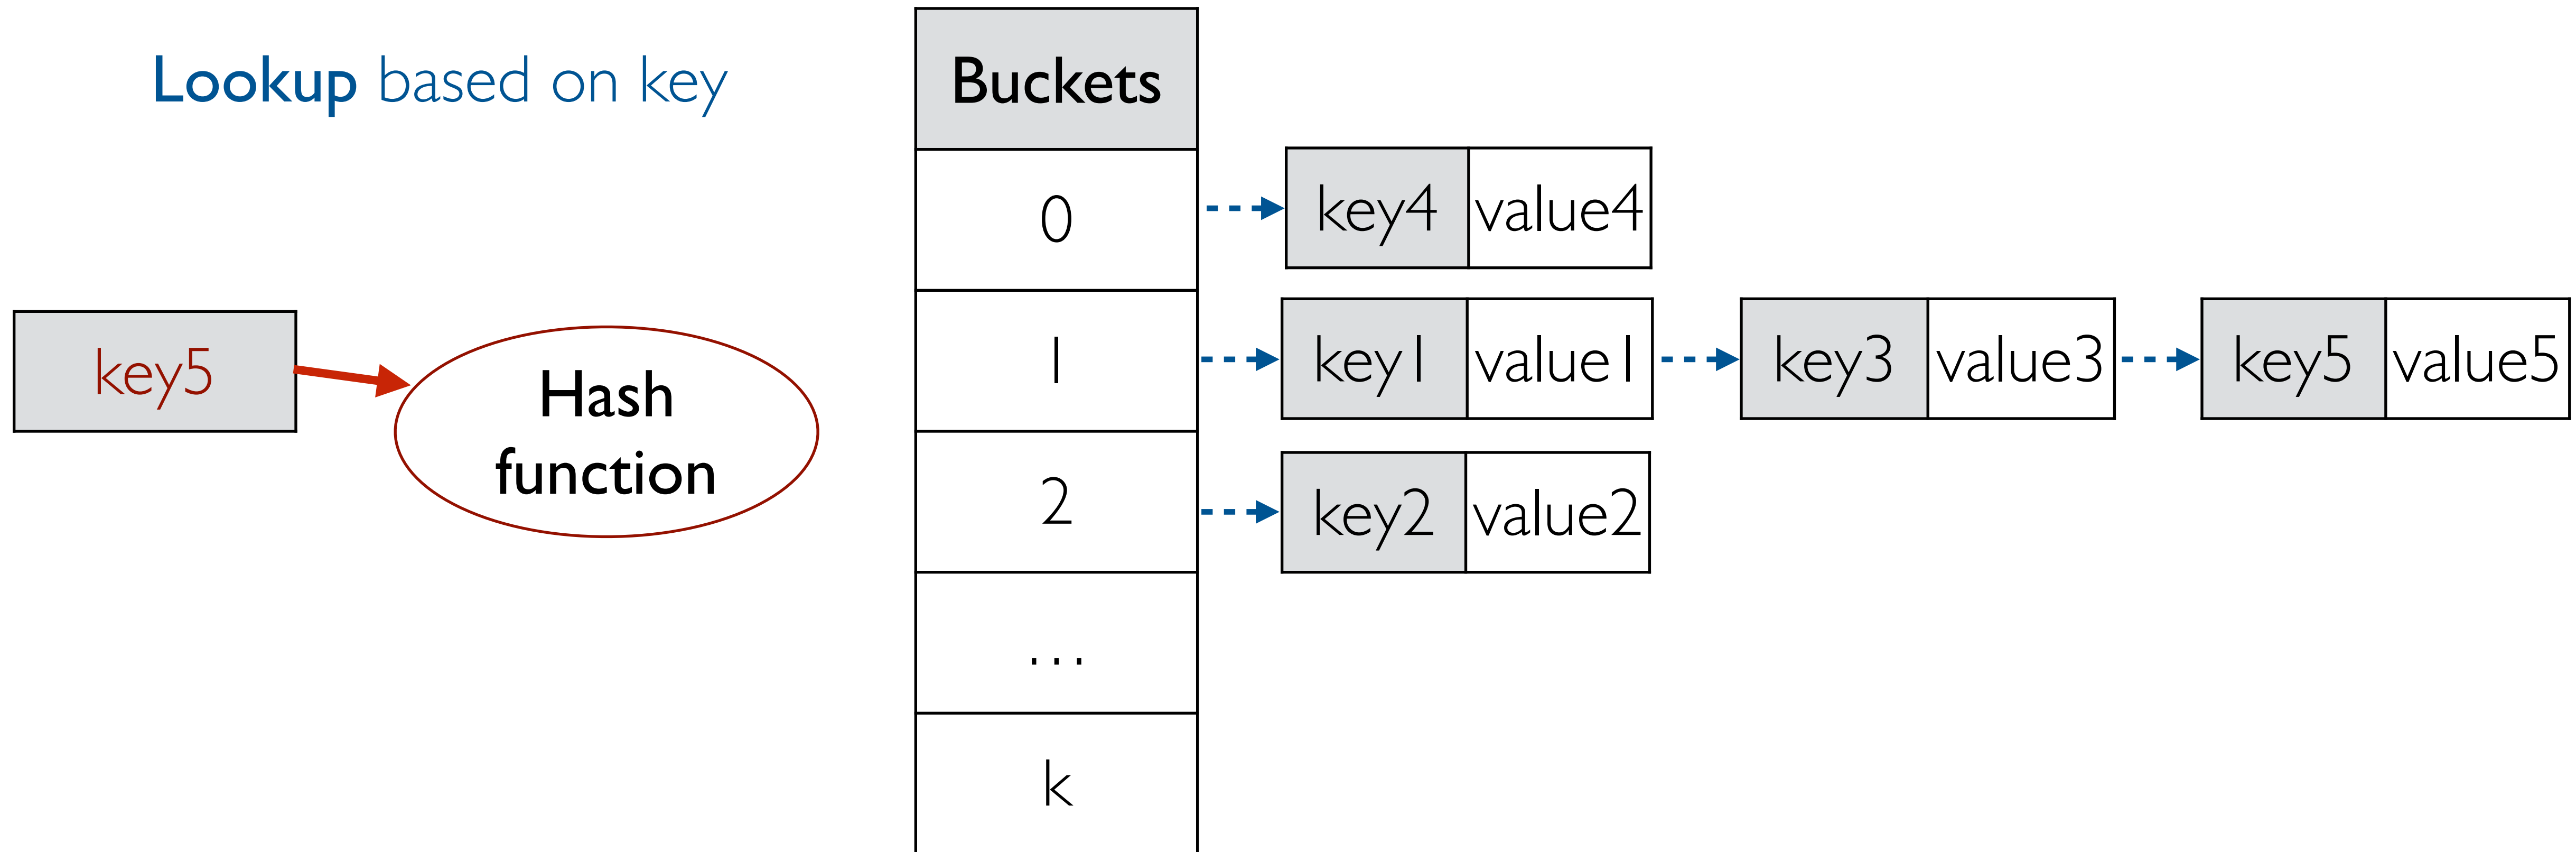 Lookup based on key
Buckets
0
key4 value4
key5
Hash
function
1
key1 value1 key3 value3 key5 value5
2
key2 value2
...
k